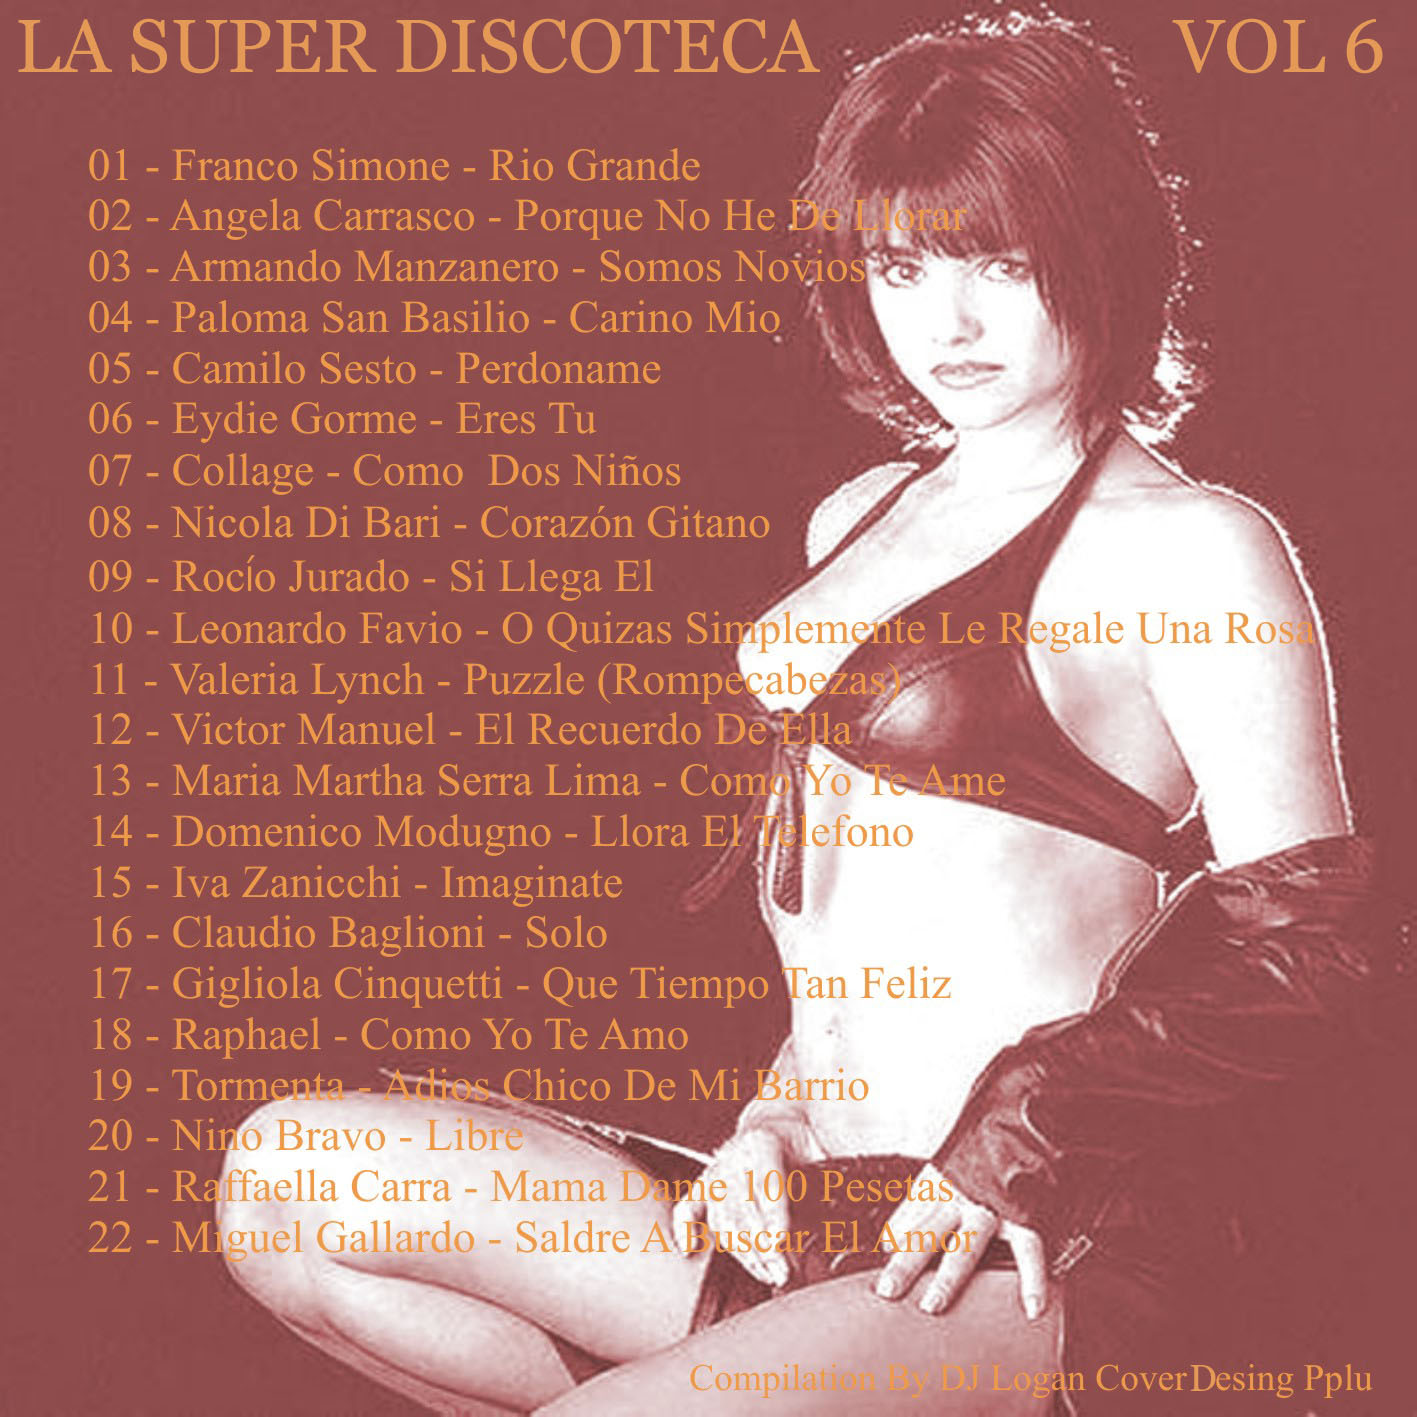 LA SUPER DISCOTECA VOL 6
01 - Franco Simone - Rio Grande
02 - Angela Carrasco - Porque No He De Llorar
03 - Armando Manzanero - Somos Novios
04 - Paloma San Basilio - Carino Mio
05 - Camilo Sesto - Perdoname
06 - Eydie Gorme - Eres Tu
07 - Collage - Como  Dos Niños
08 - Nicola Di Bari - Corazón Gitano
09 - Rocío Jurado - Si Llega El
10 - Leonardo Favio - O Quizas Simplemente Le Regale Una Rosa
11 - Valeria Lynch - Puzzle (Rompecabezas)
12 - Victor Manuel - El Recuerdo De Ella
13 - Maria Martha Serra Lima - Como Yo Te Ame
14 - Domenico Modugno - Llora El Telefono
15 - Iva Zanicchi - Imaginate
16 - Claudio Baglioni - Solo
17 - Gigliola Cinquetti - Que Tiempo Tan Feliz
18 - Raphael - Como Yo Te Amo
19 - Tormenta - Adios Chico De Mi Barrio
20 - Nino Bravo - Libre
21 - Raffaella Carra - Mama Dame 100 Pesetas
22 - Miguel Gallardo - Saldre A Buscar El Amor
Compilation By DJ Logan CoverDesing Pplu